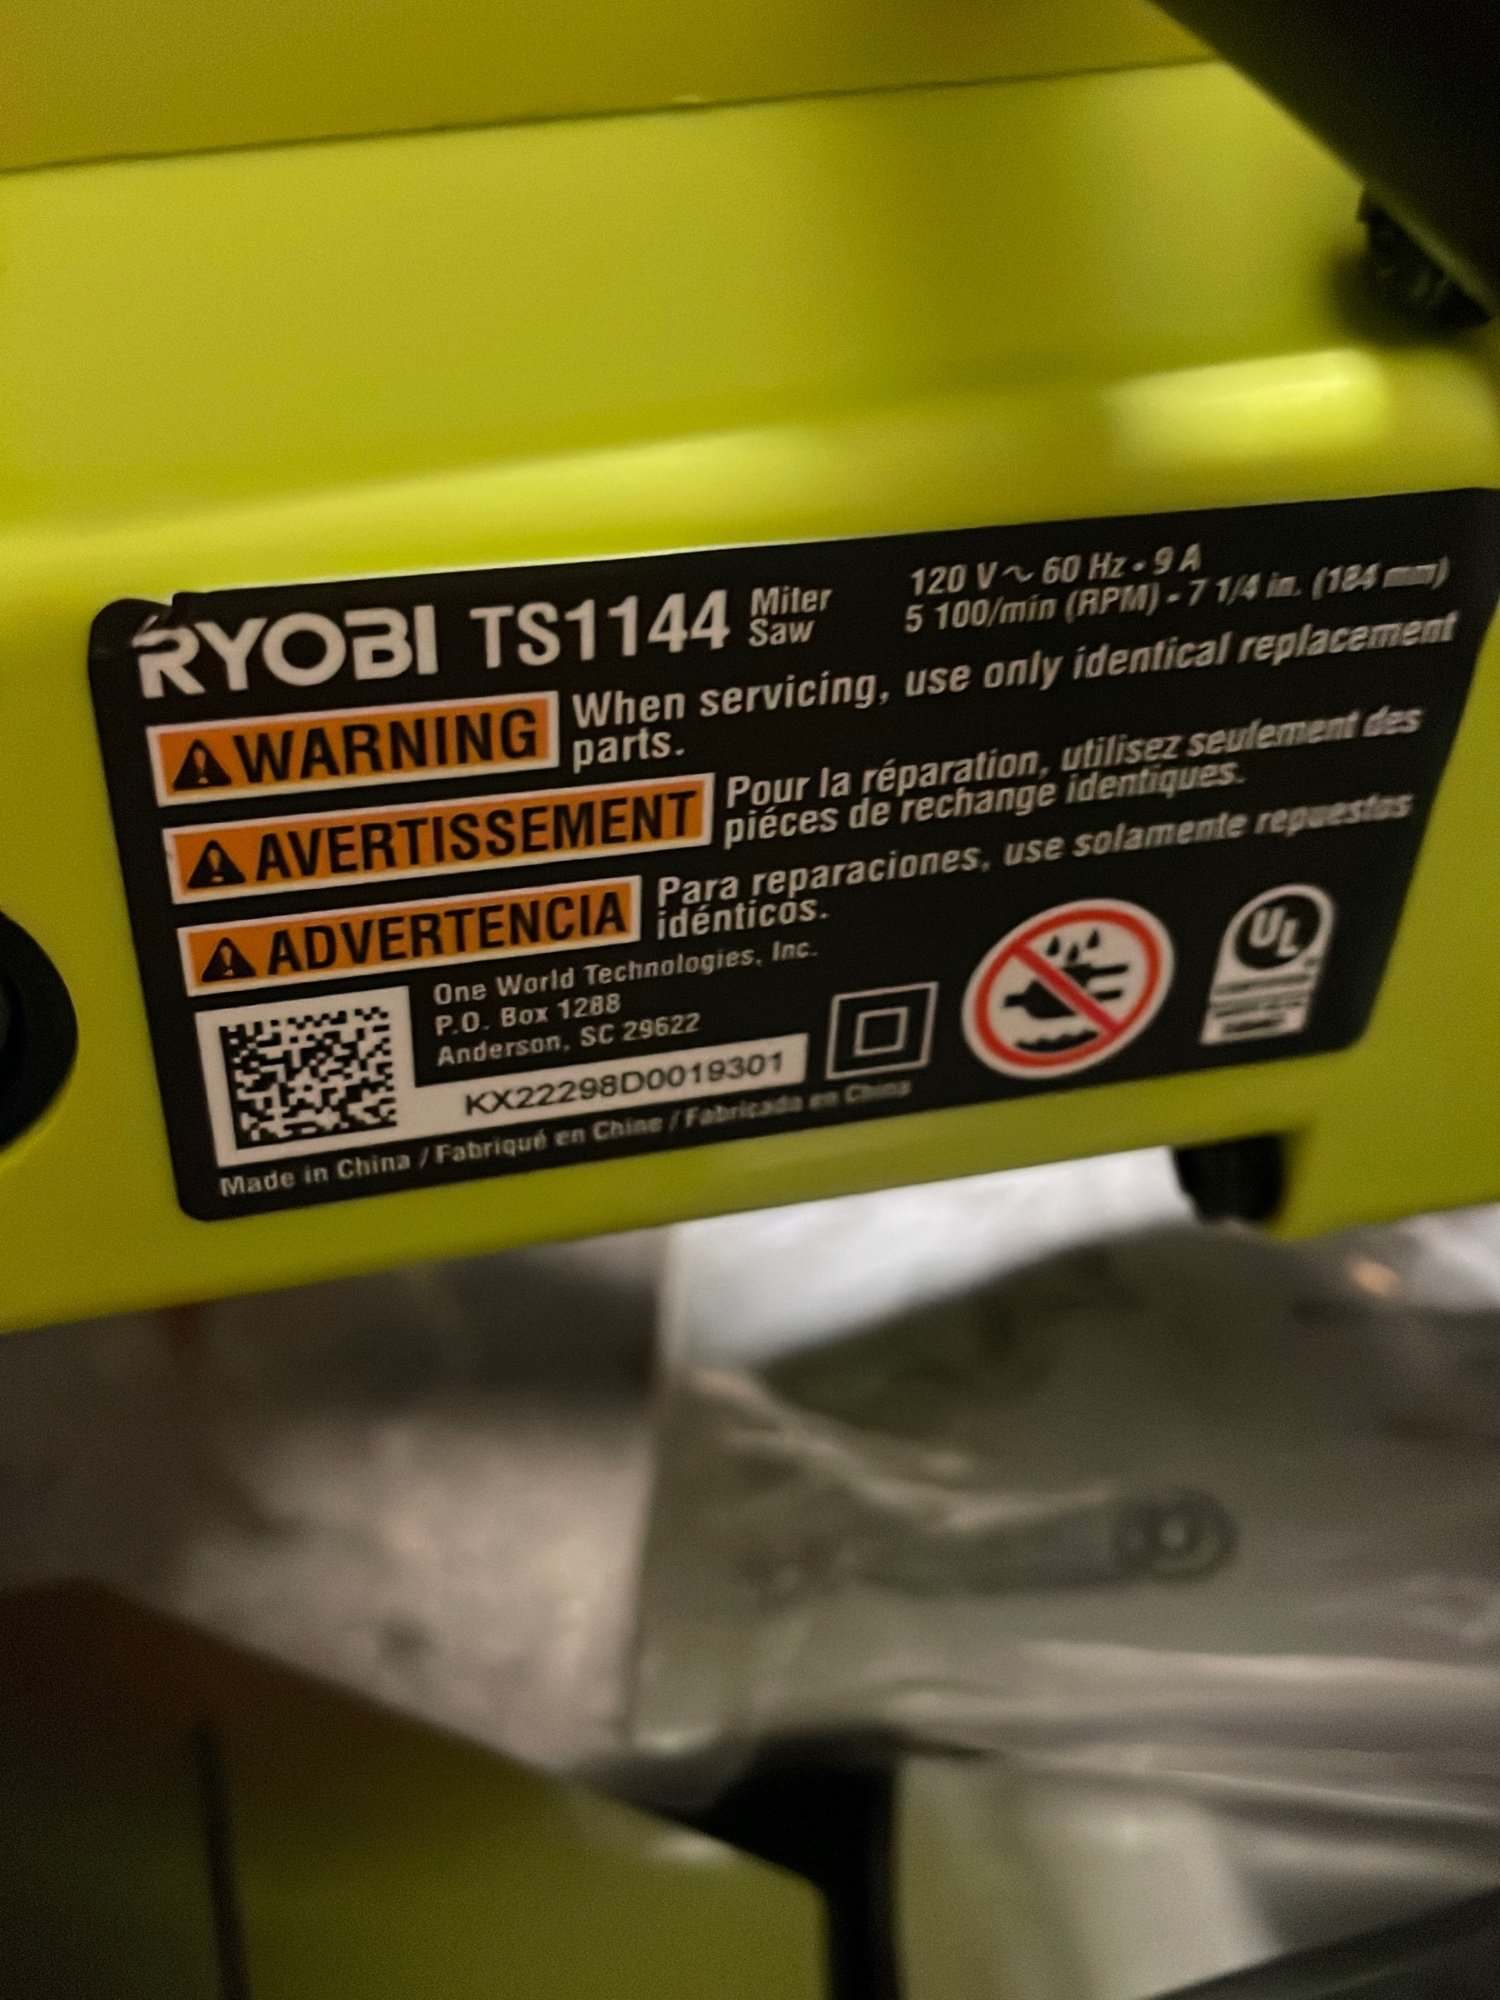 RYOBI TS1144 Miter Saw
120 V ~ 60 Hz - 9 A
5 100/min (RPM) - 7 1/4 in. (184 mm)
WARNING When servicing, use only identical replacement
parts.
AVERTISSEMENT Pour la réparation, utilisez seulement des
piéces de rechange identiques.
ADVERTENCIA Para reparaciones, use solamente repuestos
idénticos.
One World Technologies, Inc.
P.O. Box 1288
Anderson, SC 29622
KX22298D0019301
UL
Made in China / Fabriqué en Chine / Fabricado en China